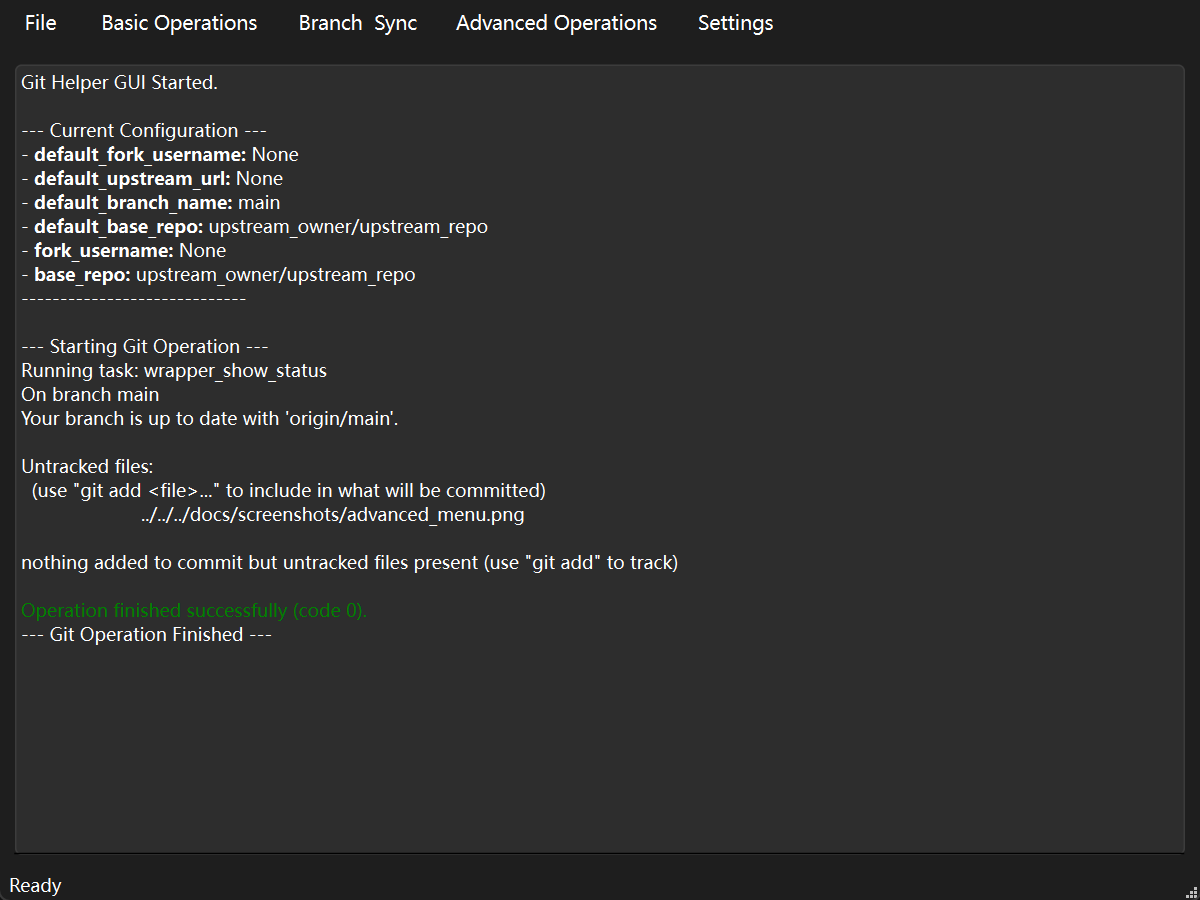 File Basic Operations Branch Sync Advanced Operations Settings
Git Helper GUI Started.
--- Current Configuration ---
- default_fork_username: None
- default_upstream_url: None
- default_branch_name: main
- default_base_repo: upstream_owner/upstream_repo
- fork_username: None
- base_repo: upstream_owner/upstream_repo
-----------------------------
--- Starting Git Operation ---
Running task: wrapper_show_status
On branch main
Your branch is up to date with 'origin/main'.
Untracked files:
(use "git add <file>..." to include in what will be committed)
../../../docs/screenshots/advanced_menu.png
nothing added to commit but untracked files present (use "git add" to track)
Operation finished successfully (code 0).
--- Git Operation Finished ---
Ready